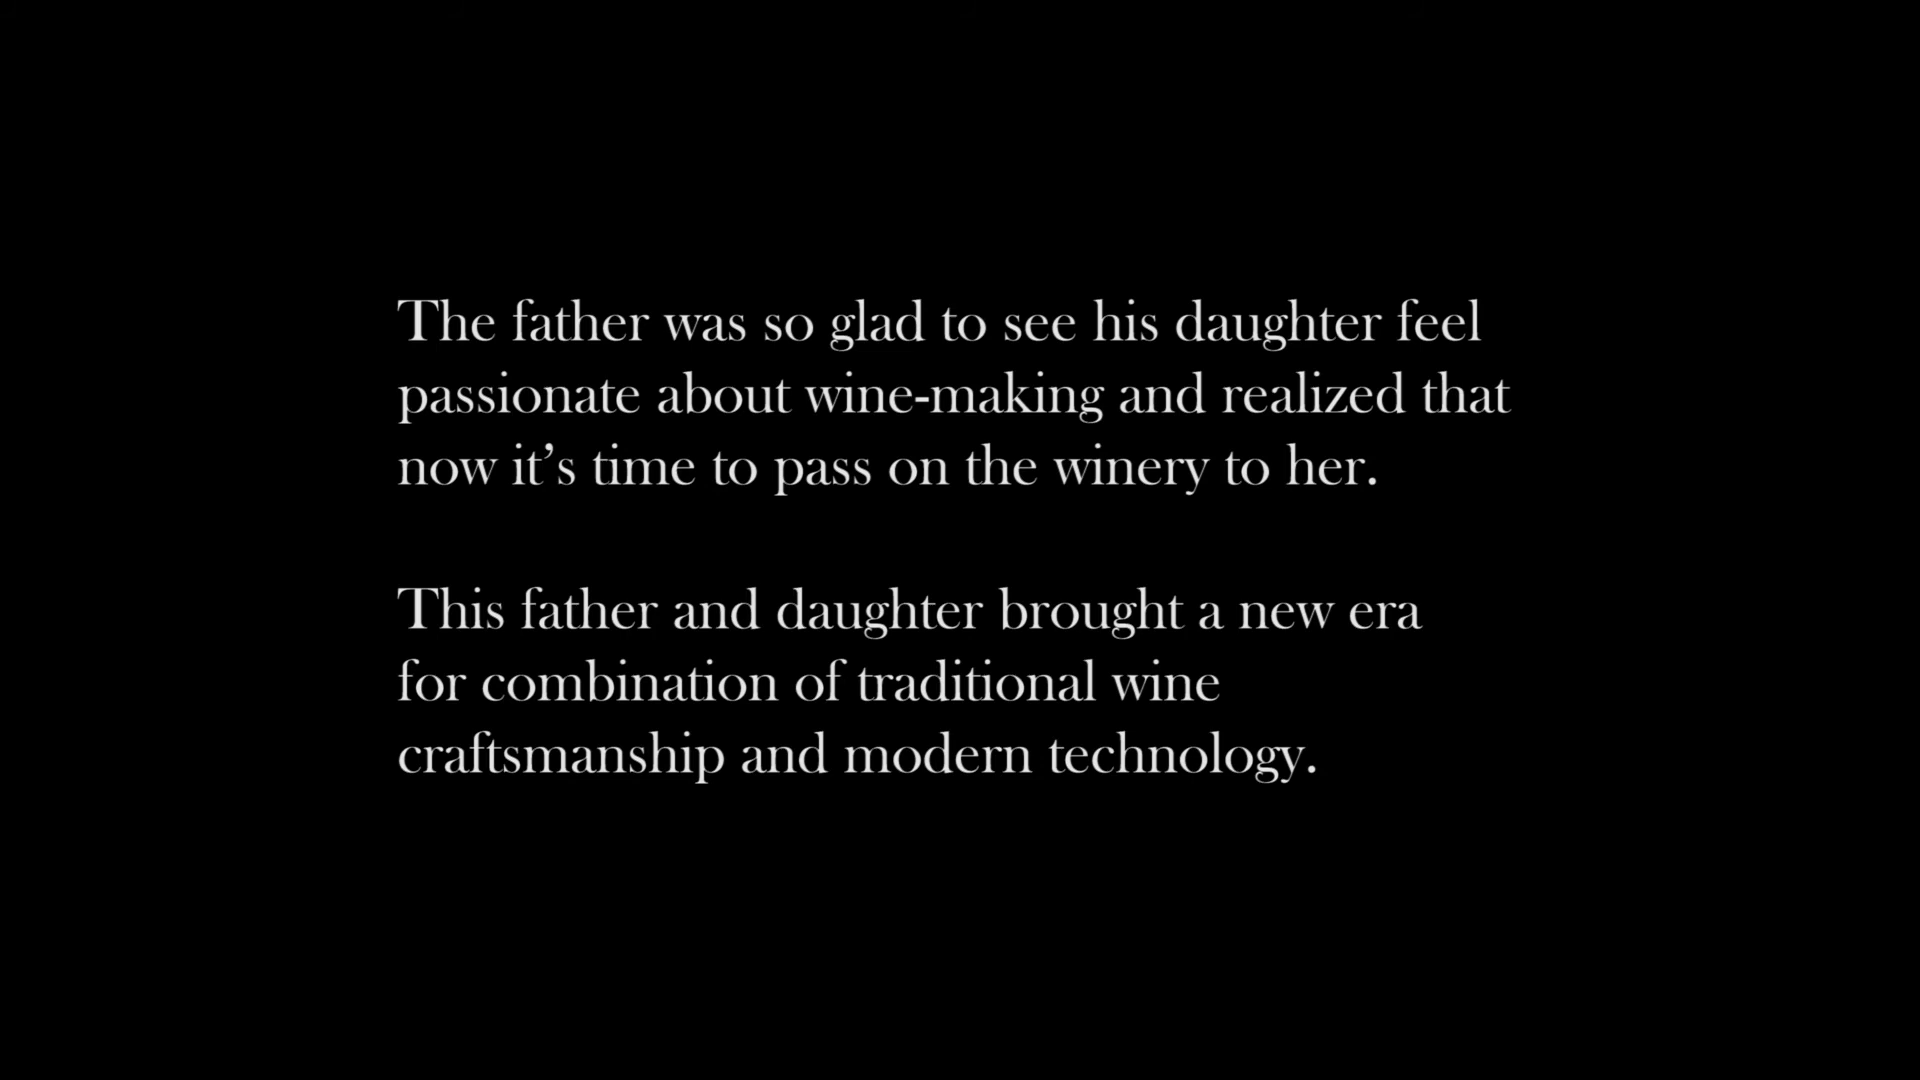 The father was so glad to see his daughter feel
passionate about wine-making and realized that
now it’s time to pass on the winery to her.
This father and daughter brought a new era
for combination of traditional wine
craftsmanship and modern technology.